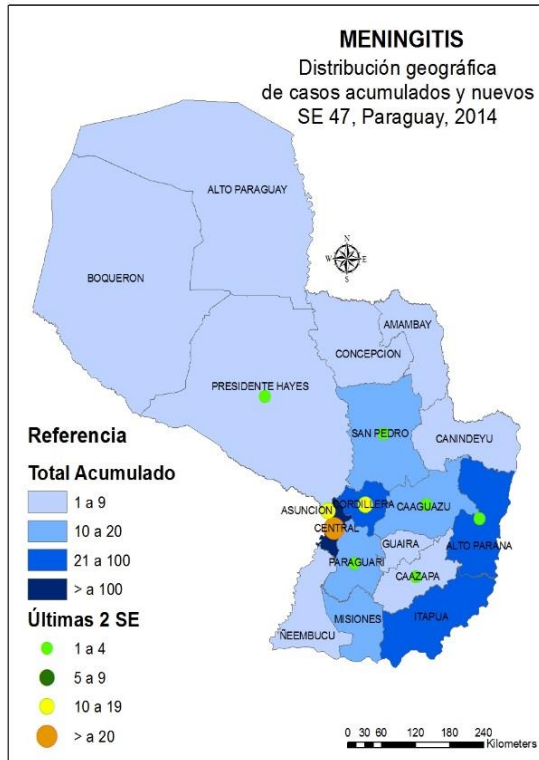 MENINGITIS
Distribución geográfica
de casos acumulados y nuevos
SE 47, Paraguay, 2014
ALTO PARAGUAY
N
W E
S
BOQUERON
AMAMBAY
CONCEPCION
PRESIDENTE HAYES
SAN PEDRO
CANINDEYU
ASUNCION
CORDILLERA
CAAGUAZU
CENTRAL
ALTO PARANA
GUAIRA
PARAGUARI
CAAZAPA
ITAPUA
MISIONES
ÑEEMBUCU
Referencia
Total Acumulado
1 a 9
10 a 20
21 a 100
> a 100
Últimas 2 SE
1 a 4
5 a 9
10 a 19
> a 20
0 30 60 120 180 240
Kilometers